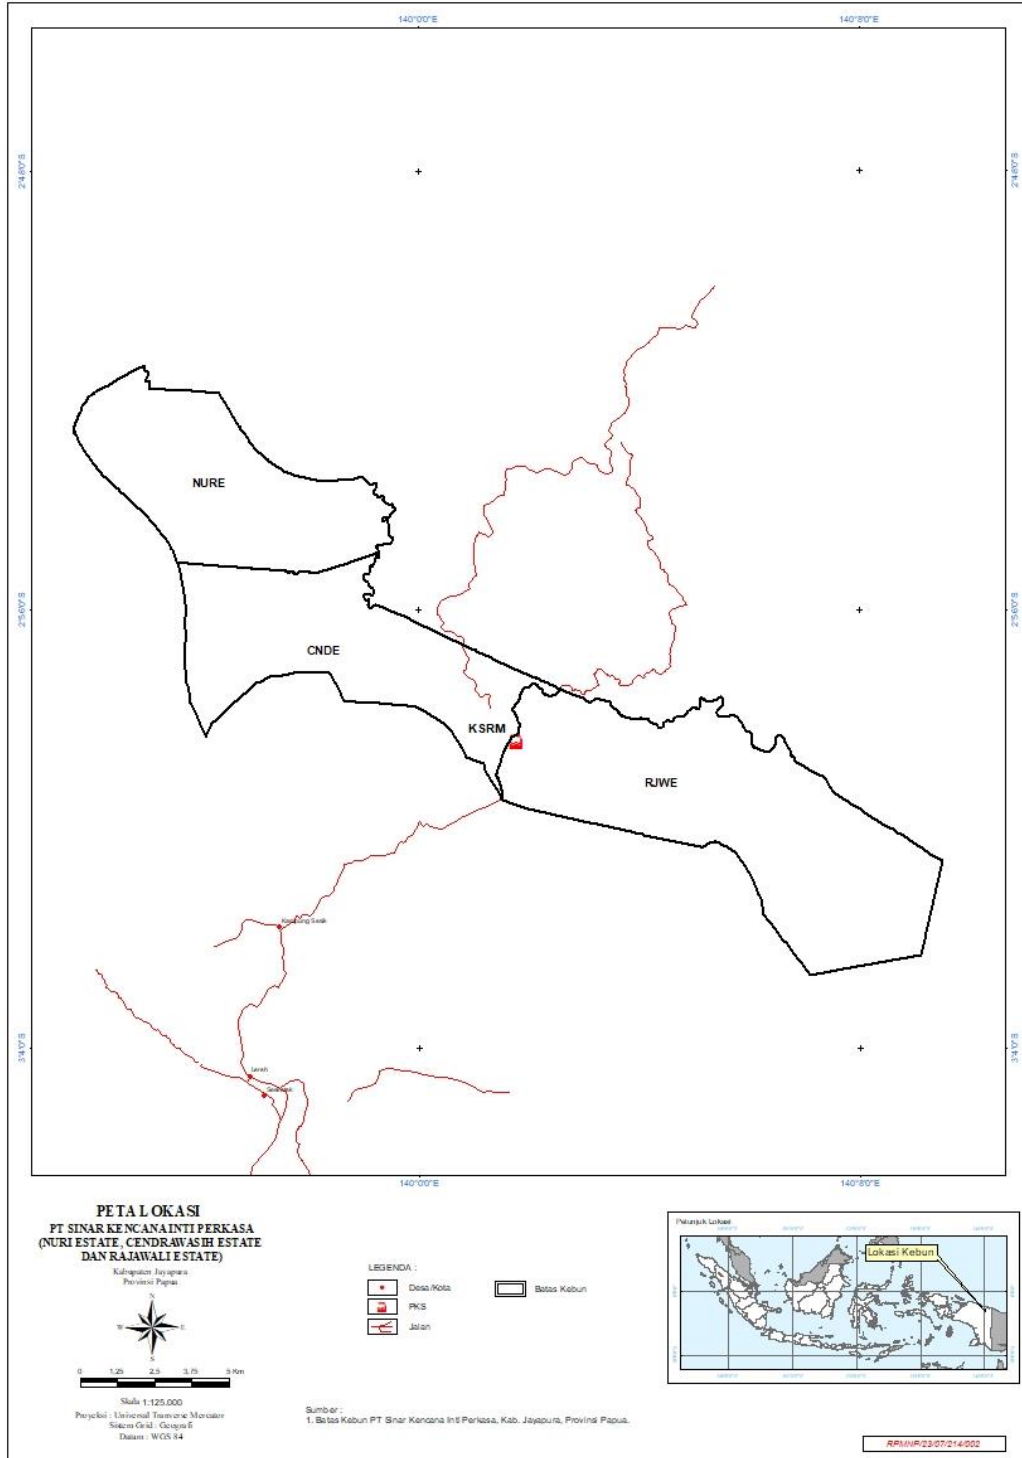 140°0'0"E 140°8'0"E
2°48'0"S 2°48'0"S
NURE
2°56'0"S 2°56'0"S
CNDE
KSRM
RJWE
Lereh
3°4'0"S 3°4'0"S
140°0'0"E 140°8'0"E
PETA LOKASI
PT SINAR KENCANA INTI PERKASA
(NURI ESTATE, CENDRAWASIH ESTATE
DAN RAJAWALI ESTATE)
Kabupaten Jayapura
Provinsi Papua
N
W E
S
0 1,25 2,5 3,75 5 Km
Skala 1:125.000
Proyeksi : Universal Transverse Mercator
Sistem Grid : Geografi
Datum : WGS 84
LEGENDA :
Desa/Kota
PKS
Jalan
Batas Kebun
Sumber :
1. Batas Kebun PT Sinar Kencana Inti Perkasa, Kab. Jayapura, Provinsi Papua.
Petunjuk Lokasi
Lokasi Kebun
RPMNP/23/07/214/002